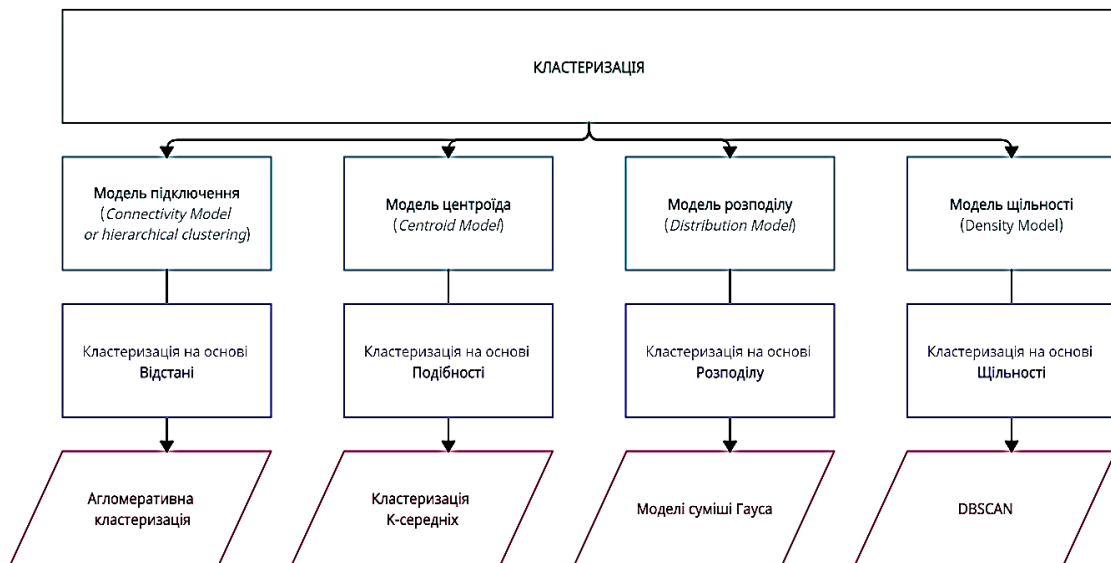 КЛАСТЕРИЗАЦІЯ
Модель підключення
(Connectivity Model
or hierarchical clustering)
Модель центроїда
(Centroid Model)
Модель розподілу
(Distribution Model)
Модель щільності
(Density Model)
Кластеризація на основі
Відстані
Кластеризація на основі
Подібності
Кластеризація на основі
Розподілу
Кластеризація на основі
Щільності
Агломеративна
кластеризація
Кластеризація
К-середніх
Моделі суміші Гауса
DBSCAN